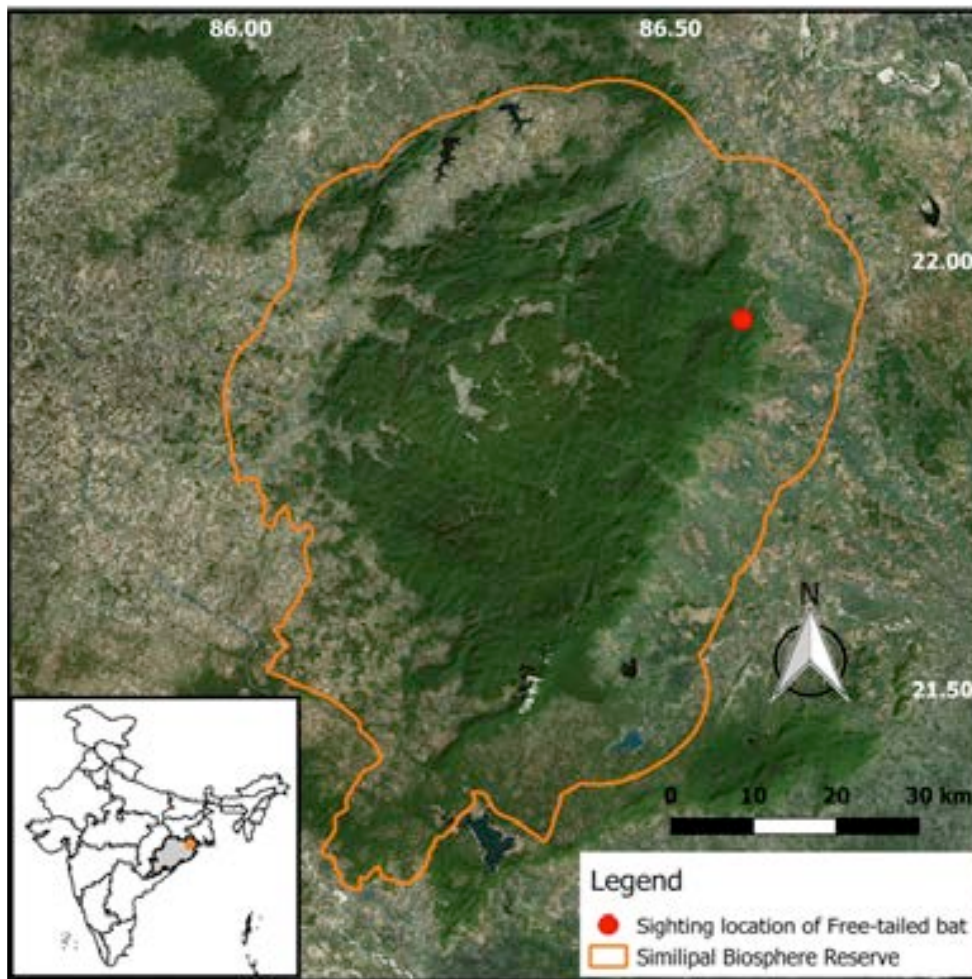 86.00
86.50
22.00
N
21.50
0 10 20 30 km
Legend
Sighting location of Free-tailed bat
Similipal Biosphere Reserve